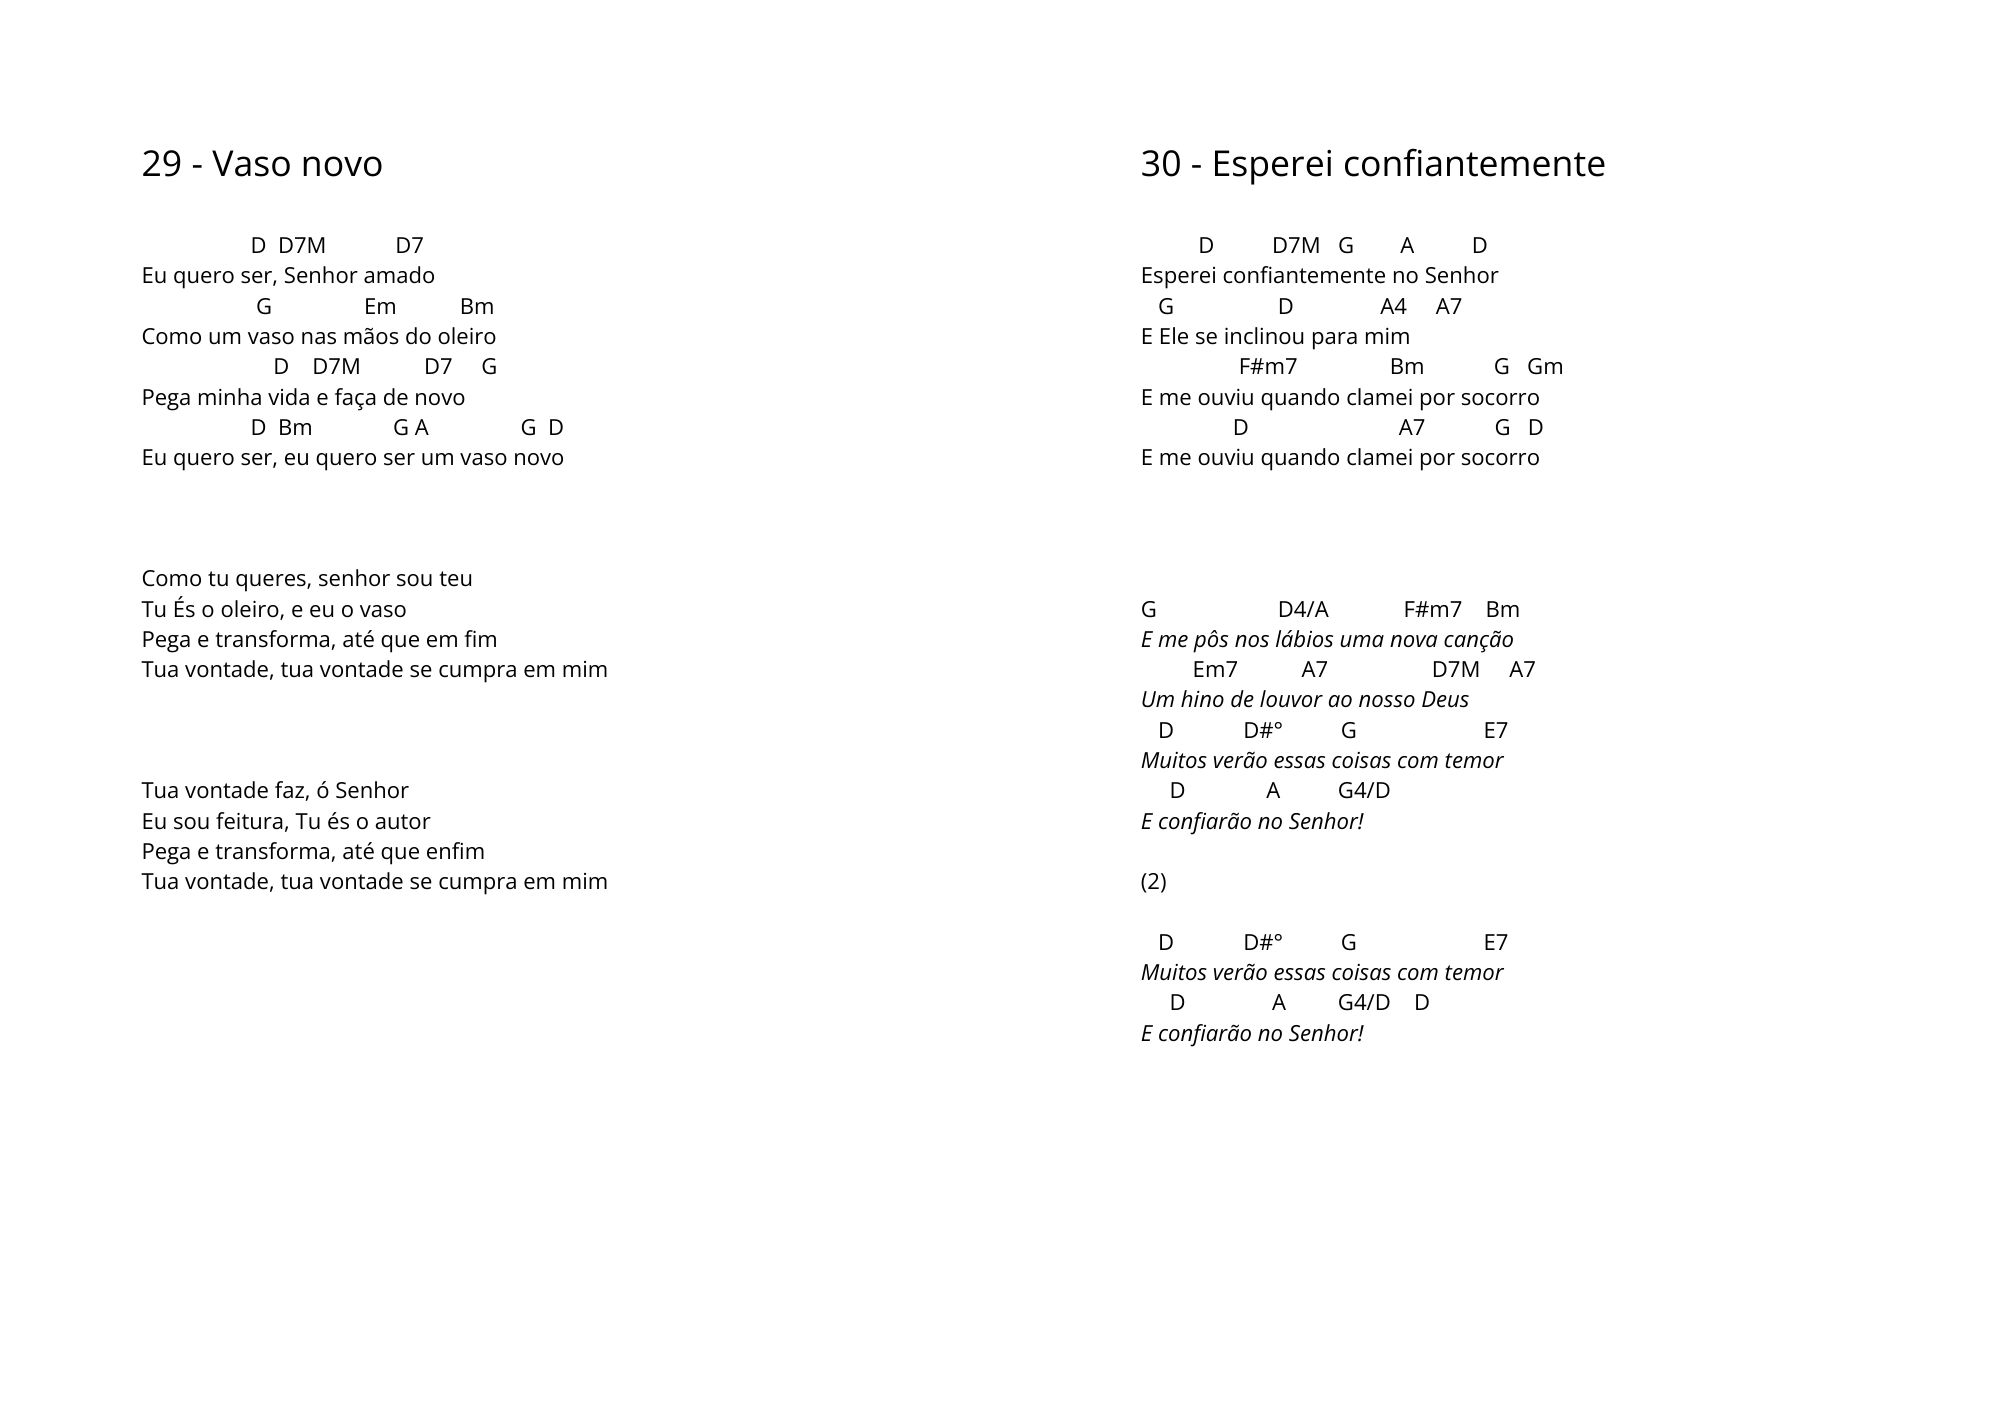 29 - Vaso novo
D D7M D7
Eu quero ser, Senhor amado
G Em Bm
Como um vaso nas mãos do oleiro
D D7M D7 G
Pega minha vida e faça de novo
D Bm G A G D
Eu quero ser, eu quero ser um vaso novo
Como tu queres, senhor sou teu
Tu És o oleiro, e eu o vaso
Pega e transforma, até que em fim
Tua vontade, tua vontade se cumpra em mim
Tua vontade faz, ó Senhor
Eu sou feitura, Tu és o autor
Pega e transforma, até que enfim
Tua vontade, tua vontade se cumpra em mim
30 - Esperei confiantemente
D D7M G A D
Esperei confiantemente no Senhor
G D A4 A7
E Ele se inclinou para mim
F#m7 Bm G Gm
E me ouviu quando clamei por socorro
D A7 G D
E me ouviu quando clamei por socorro
G D4/A F#m7 Bm
E me pôs nos lábios uma nova canção
Em7 A7 D7M A7
Um hino de louvor ao nosso Deus
D D#° G E7
Muitos verão essas coisas com temor
D A G4/D
E confiarão no Senhor!
(2)
D D#° G E7
Muitos verão essas coisas com temor
D A G4/D D
E confiarão no Senhor!